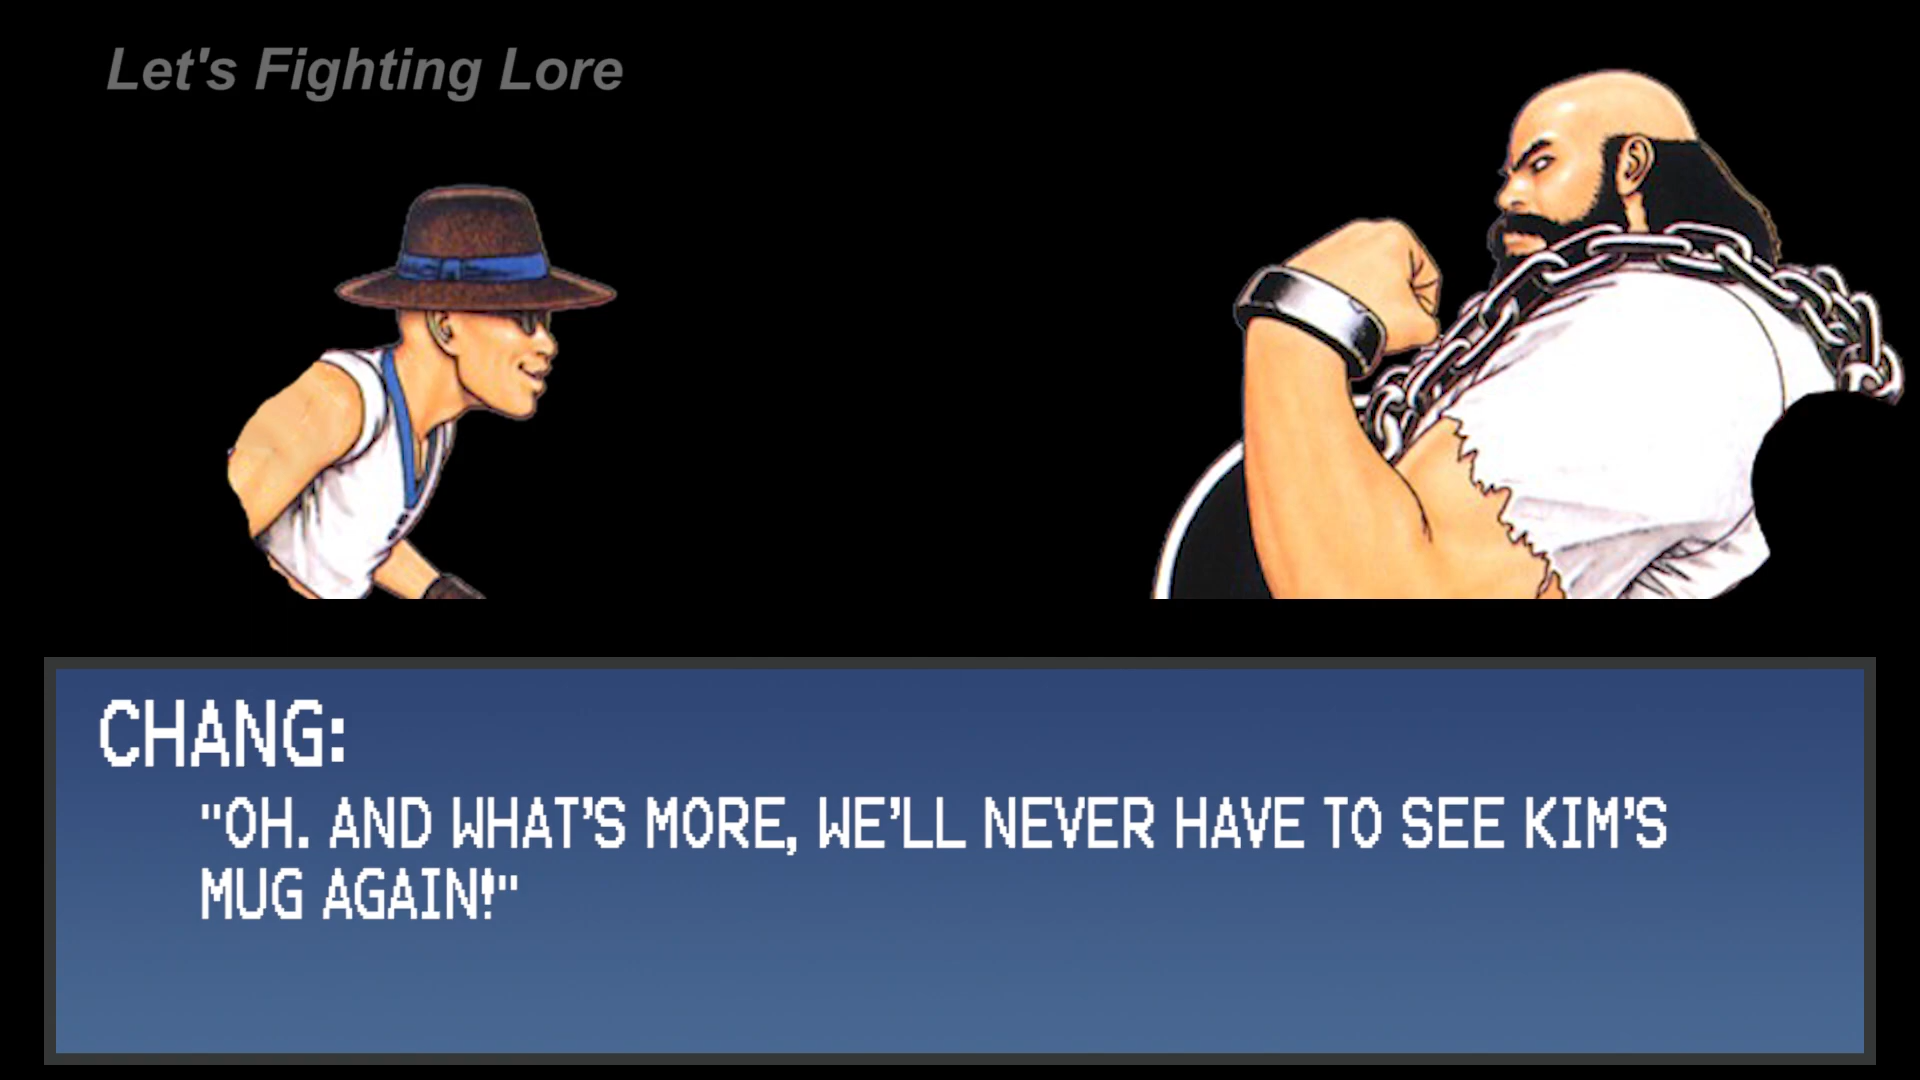 Let's Fighting Lore
CHANG:
"OH. AND WHAT'S MORE, WE'LL NEVER HAVE TO SEE KIM'S
MUG AGAIN!"